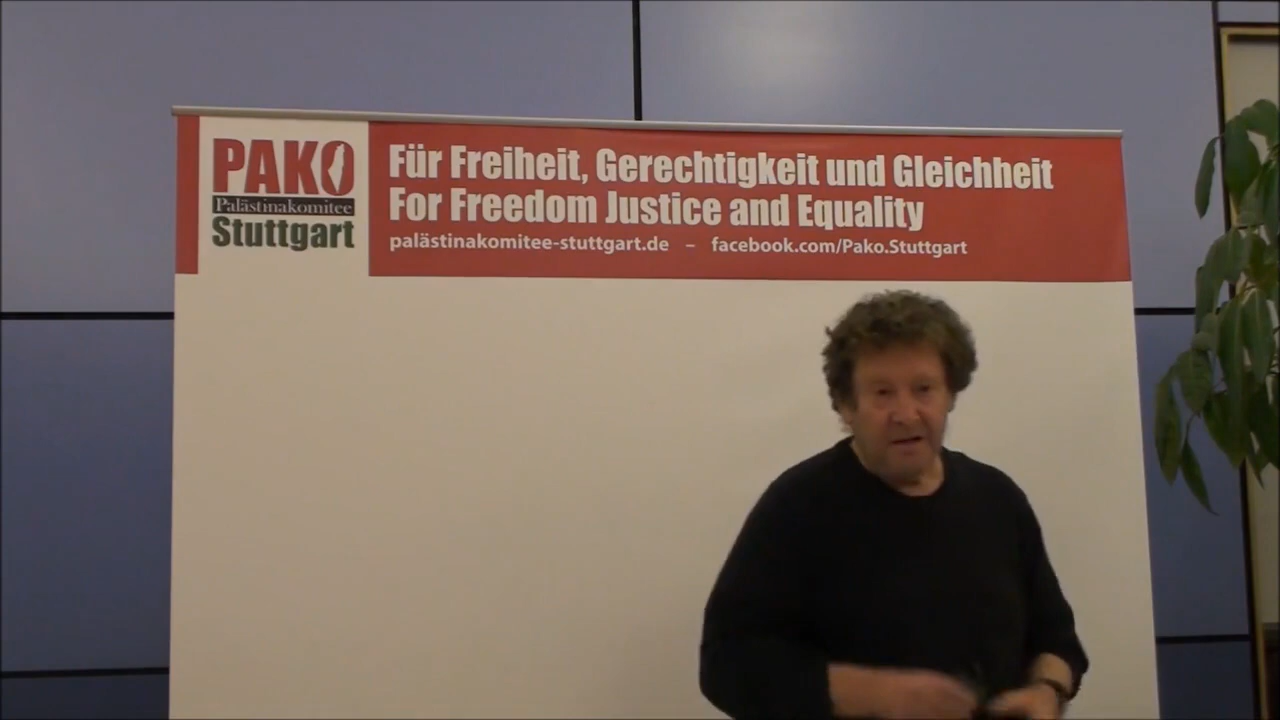 PAKO
Palästinakomitee
Stuttgart
Für Freiheit, Gerechtigkeit und Gleichheit
For Freedom Justice and Equality
palästinakomitee-stuttgart.de – facebook.com/Pako.Stuttgart